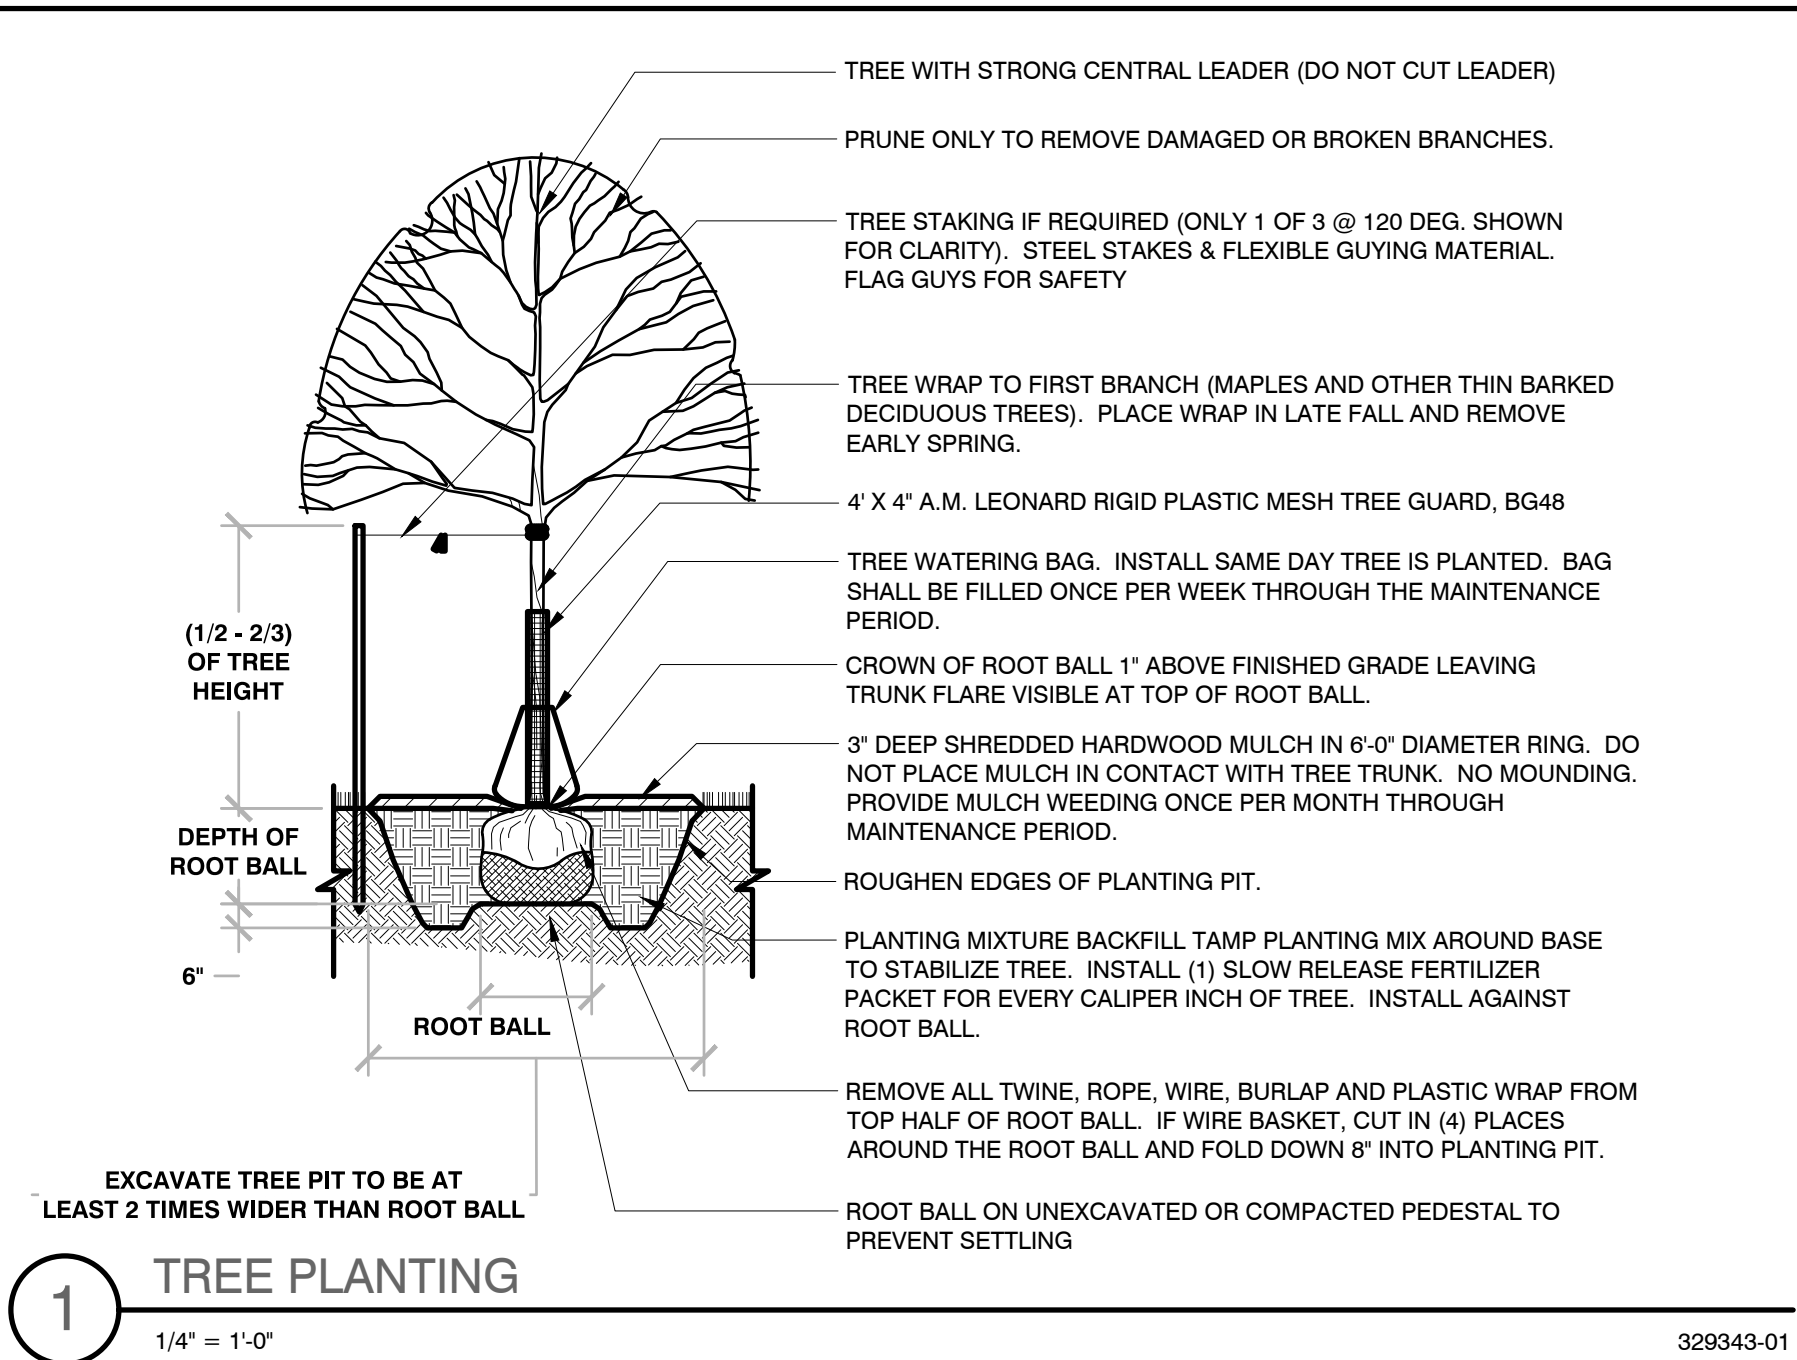 TREE WITH STRONG CENTRAL LEADER (DO NOT CUT LEADER)
PRUNE ONLY TO REMOVE DAMAGED OR BROKEN BRANCHES.
TREE STAKING IF REQUIRED (ONLY 1 OF 3 @ 120 DEG. SHOWN
FOR CLARITY).  STEEL STAKES & FLEXIBLE GUYING MATERIAL.
FLAG GUYS FOR SAFETY
TREE WRAP TO FIRST BRANCH (MAPLES AND OTHER THIN BARKED
DECIDUOUS TREES).  PLACE WRAP IN LATE FALL AND REMOVE
EARLY SPRING.
4' X 4" A.M. LEONARD RIGID PLASTIC MESH TREE GUARD, BG48
TREE WATERING BAG.  INSTALL SAME DAY TREE IS PLANTED.  BAG
SHALL BE FILLED ONCE PER WEEK THROUGH THE MAINTENANCE
PERIOD.
CROWN OF ROOT BALL 1" ABOVE FINISHED GRADE LEAVING
TRUNK FLARE VISIBLE AT TOP OF ROOT BALL.
3" DEEP SHREDDED HARDWOOD MULCH IN 6'-0" DIAMETER RING.  DO
NOT PLACE MULCH IN CONTACT WITH TREE TRUNK.  NO MOUNDING.
PROVIDE MULCH WEEDING ONCE PER MONTH THROUGH
MAINTENANCE PERIOD.
ROUGHEN EDGES OF PLANTING PIT.
PLANTING MIXTURE BACKFILL TAMP PLANTING MIX AROUND BASE
TO STABILIZE TREE.  INSTALL (1) SLOW RELEASE FERTILIZER
PACKET FOR EVERY CALIPER INCH OF TREE.  INSTALL AGAINST
ROOT BALL.
REMOVE ALL TWINE, ROPE, WIRE, BURLAP AND PLASTIC WRAP FROM
TOP HALF OF ROOT BALL.  IF WIRE BASKET, CUT IN (4) PLACES
AROUND THE ROOT BALL AND FOLD DOWN 8" INTO PLANTING PIT.
ROOT BALL ON UNEXCAVATED OR COMPACTED PEDESTAL TO
PREVENT SETTLING
(1/2 - 2/3)
OF TREE
HEIGHT
DEPTH OF
ROOT BALL
6"
ROOT BALL
EXCAVATE TREE PIT TO BE AT
LEAST 2 TIMES WIDER THAN ROOT BALL
1
TREE PLANTING
1/4" = 1'-0"
329343-01